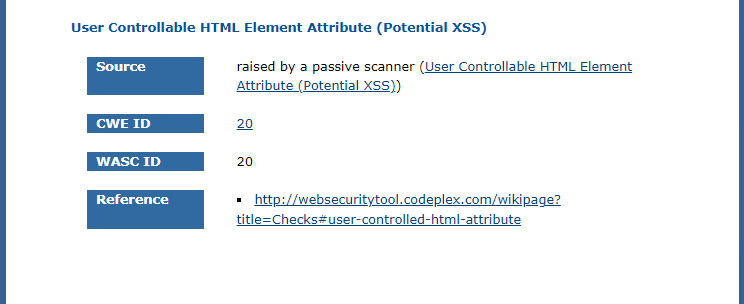 User Controllable HTML Element Attribute (Potential XSS)
Source
raised by a passive scanner (User Controllable HTML Element
Attribute (Potential XSS))
CWE ID
20
WASC ID
20
Reference
▪ http://websecuritytool.codeplex.com/wikipage?
title=Checks#user-controlled-html-attribute